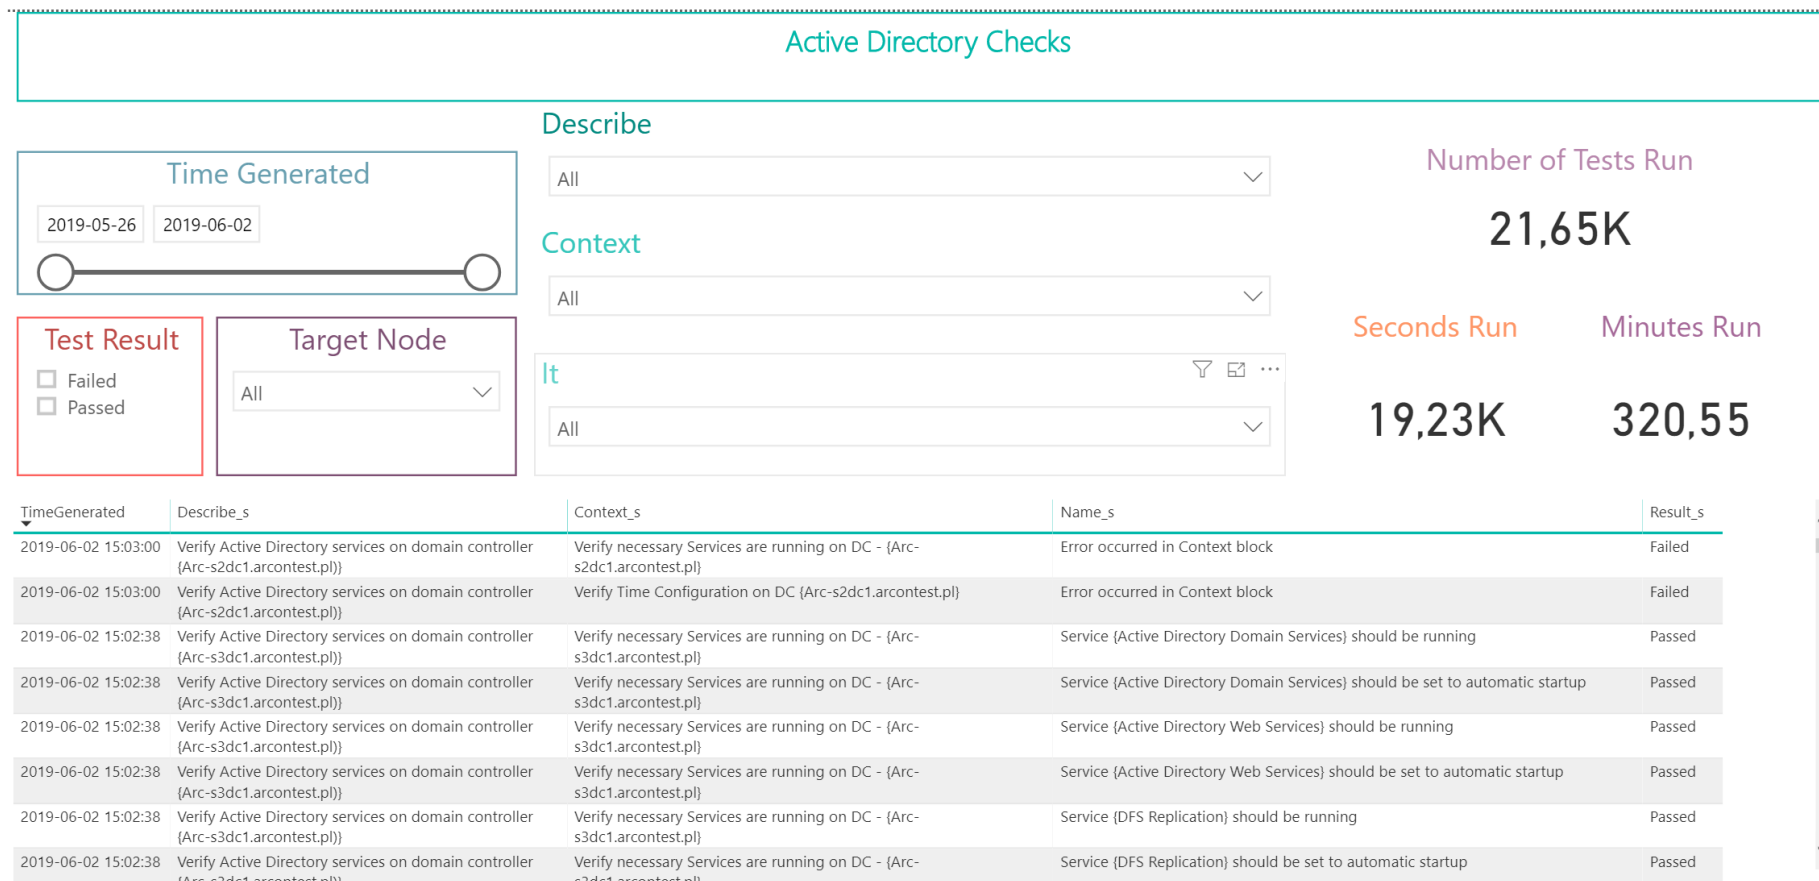 Active Directory Checks
Describe
All
Context
All
It
All
Time Generated
2019-05-26 2019-06-02
Test Result
Failed
Passed
Target Node
All
Number of Tests Run
21,65K
Seconds Run Minutes Run
19,23K 320,55
TimeGenerated Describe_s Context_s Name_s Result_s
2019-06-02 15:03:00 Verify Active Directory services on domain controller Verify necessary Services are running on DC - {Arc- Error occurred in Context block Failed
{Arc-s2dc1.arcontest.pl)} s2dc1.arcontest.pl}
2019-06-02 15:03:00 Verify Active Directory services on domain controller Verify Time Configuration on DC {Arc-s2dc1.arcontest.pl} Error occurred in Context block Failed
{Arc-s2dc1.arcontest.pl)}
2019-06-02 15:02:38 Verify Active Directory services on domain controller Verify necessary Services are running on DC - {Arc- Service {Active Directory Domain Services} should be running Passed
{Arc-s3dc1.arcontest.pl)} s3dc1.arcontest.pl}
2019-06-02 15:02:38 Verify Active Directory services on domain controller Verify necessary Services are running on DC - {Arc- Service {Active Directory Domain Services} should be set to automatic startup Passed
{Arc-s3dc1.arcontest.pl)} s3dc1.arcontest.pl}
2019-06-02 15:02:38 Verify Active Directory services on domain controller Verify necessary Services are running on DC - {Arc- Service {Active Directory Web Services} should be running Passed
{Arc-s3dc1.arcontest.pl)} s3dc1.arcontest.pl}
2019-06-02 15:02:38 Verify Active Directory services on domain controller Verify necessary Services are running on DC - {Arc- Service {Active Directory Web Services} should be set to automatic startup Passed
{Arc-s3dc1.arcontest.pl)} s3dc1.arcontest.pl}
2019-06-02 15:02:38 Verify Active Directory services on domain controller Verify necessary Services are running on DC - {Arc- Service {DFS Replication} should be running Passed
{Arc-s3dc1.arcontest.pl)} s3dc1.arcontest.pl}
2019-06-02 15:02:38 Verify Active Directory services on domain controller Verify necessary Services are running on DC - {Arc- Service {DFS Replication} should be set to automatic startup Passed
{Arc-s3dc1.arcontest.pl)} s3dc1.arcontest.pl}